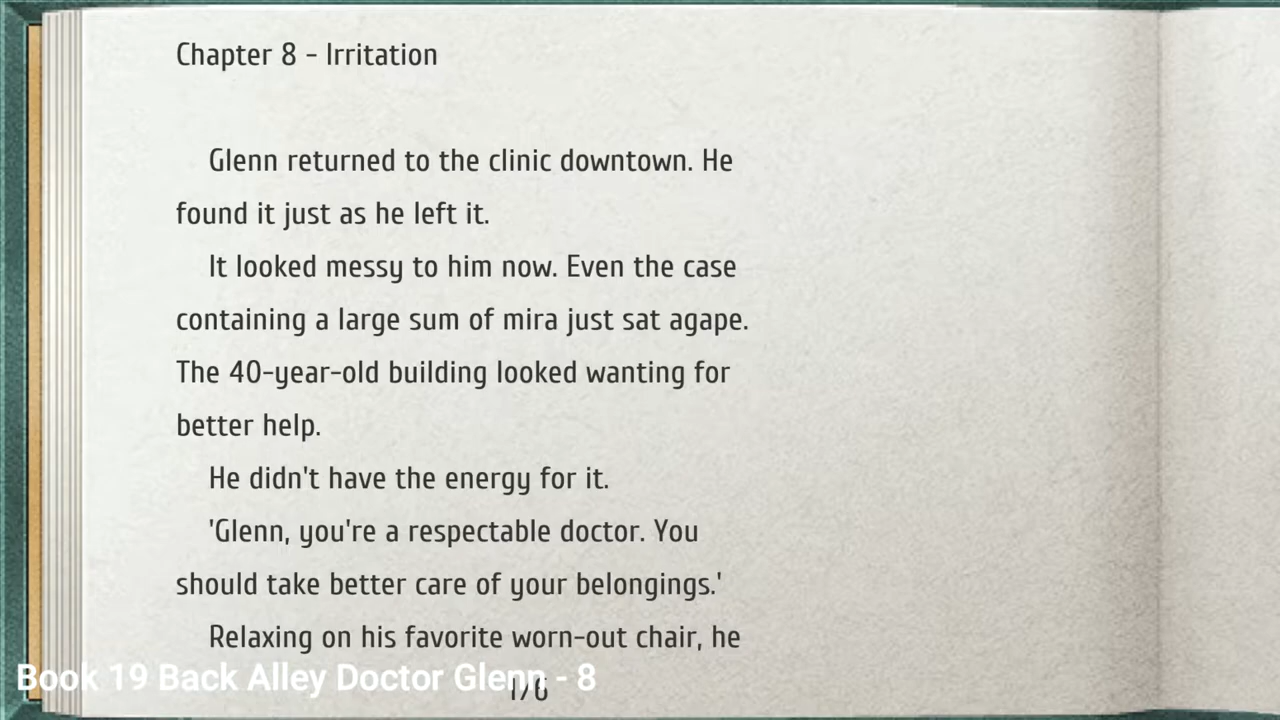 Chapter 8 - Irritation
Glenn returned to the clinic downtown. He
found it just as he left it.
It looked messy to him now. Even the case
containing a large sum of mira just sat agape.
The 40-year-old building looked wanting for
better help.
He didn't have the energy for it.
'Glenn, you're a respectable doctor. You
should take better care of your belongings.'
Relaxing on his favorite worn-out chair, he
Book 19 Back Alley Doctor Glenn - 8
1/6